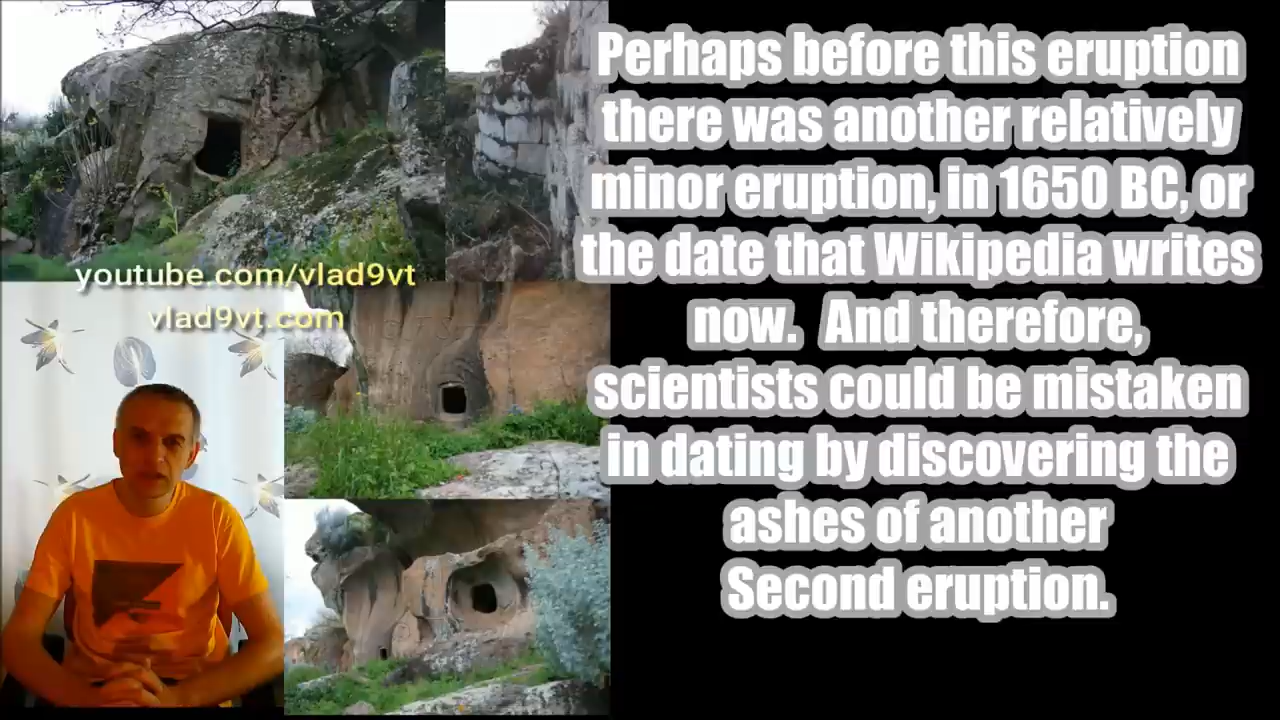 Perhaps before this eruption
there was another relatively
minor eruption, in 1650 BC, or
the date that Wikipedia writes
now. And therefore,
scientists could be mistaken
in dating by discovering the
ashes of another
Second eruption.
youtube.com/vlad9vt
vlad9vt.com